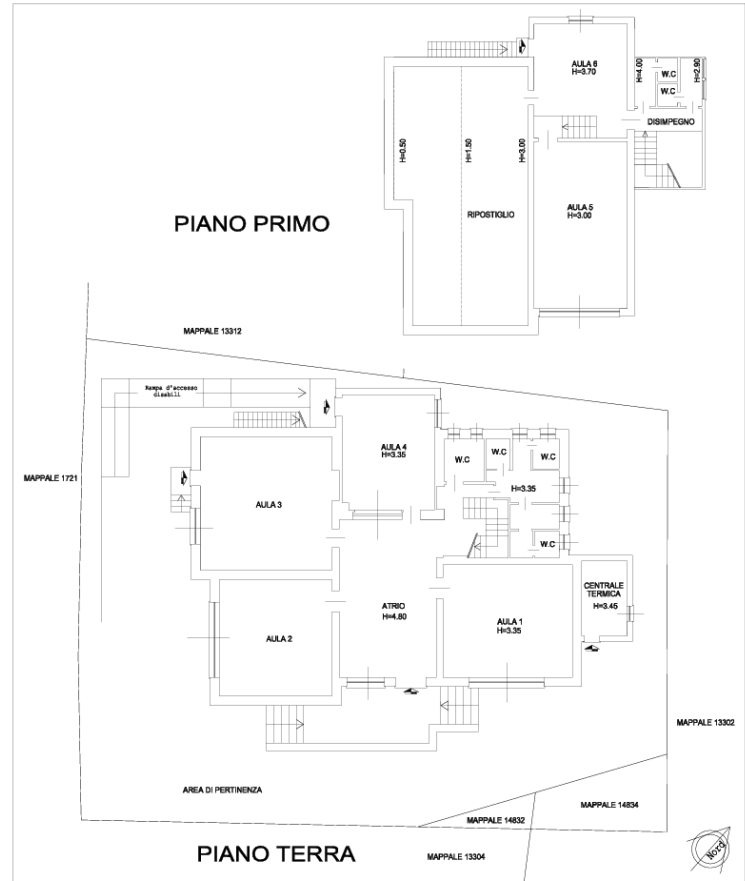 AULA 6
H=3.70
H=4.00
W.C
H=2.90
W.C
DISIMPEGNO
H=0.50
H=1.50
H=3.00
RIPOSTIGLIO
AULA 5
H=3.00
PIANO PRIMO
MAPPALE 13312
Rampa d'accesso
disabili
AULA 4
H=3.35
W.C
W.C
W.C
MAPPALE 1721
H=3.35
AULA 3
W.C
CENTRALE
TERMICA
H=3.45
ATRIO
H=4.80
AULA 1
H=3.35
AULA 2
MAPPALE 13302
AREA DI PERTINENZA
MAPPALE 14834
MAPPALE 14832
PIANO TERRA
MAPPALE 13304
Nord